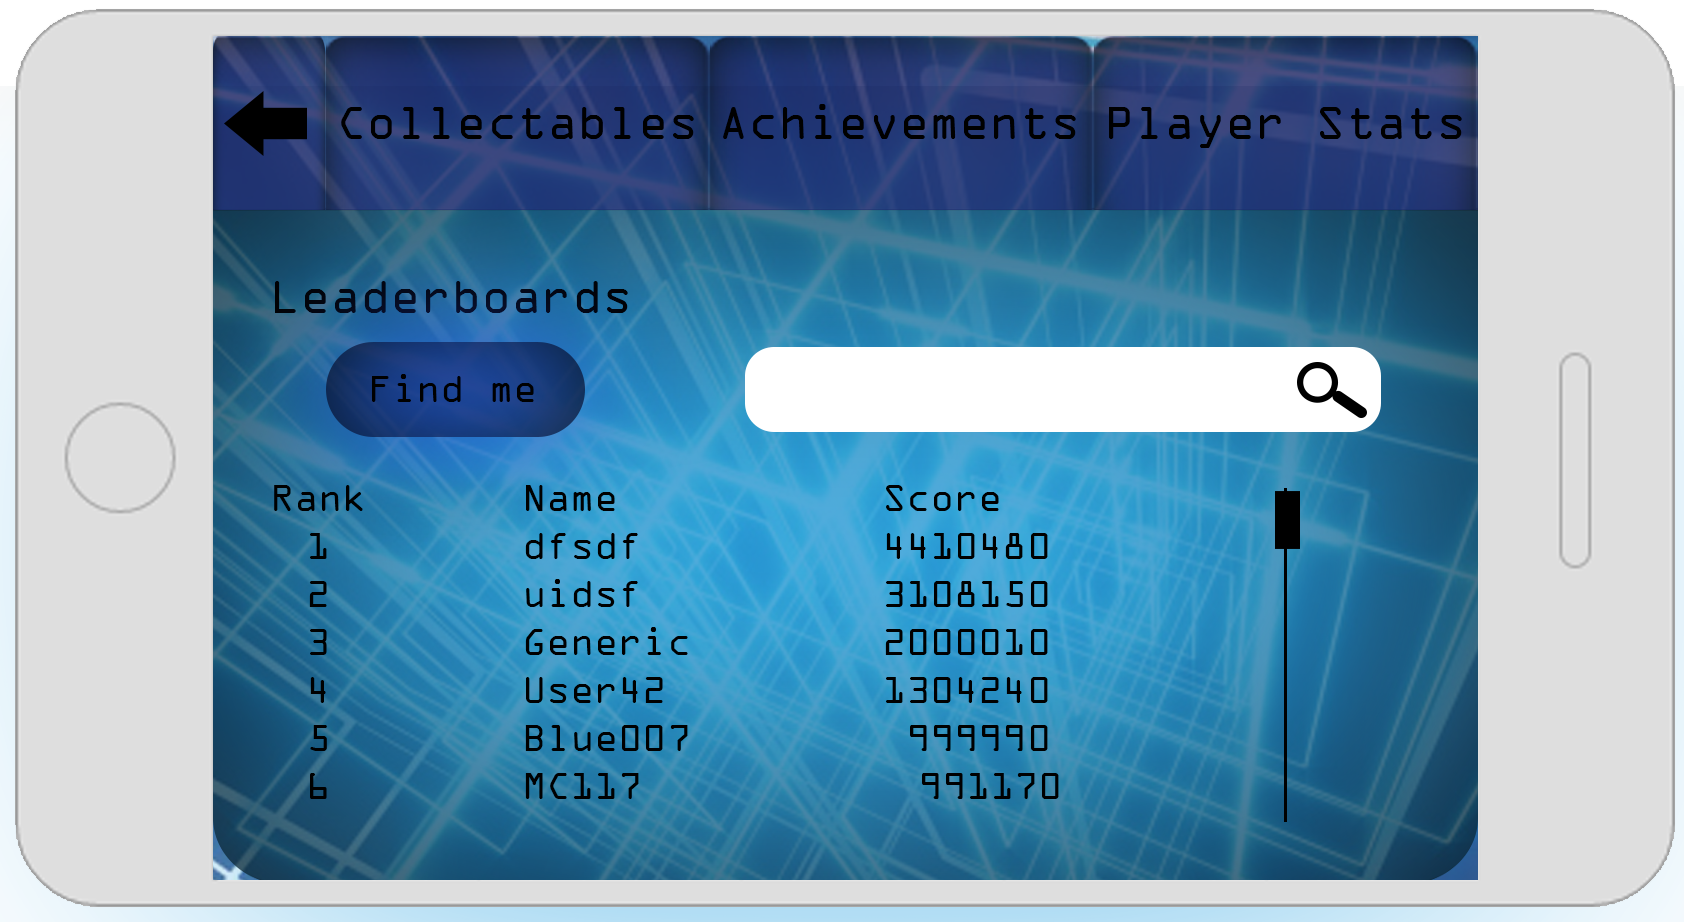 Collectables Achievements Player Stats
Leaderboards
Find me
Rank Name Score
1 dfsdf 4410480
2 uidsf 3108150
3 Generic 2000010
4 User42 1304240
5 Blue007 999990
6 MC117 991170